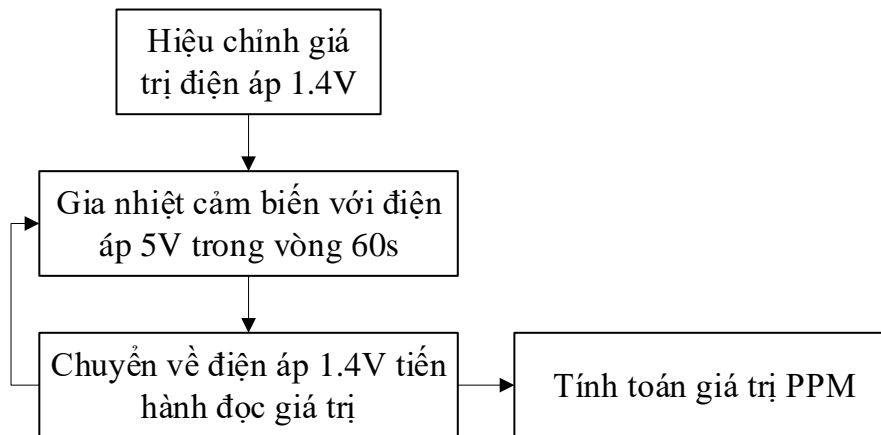 Hiệu chỉnh giá
trị điện áp 1.4V
Gia nhiệt cảm biến với điện
áp 5V trong vòng 60s
Chuyển về điện áp 1.4V tiến
hành đọc giá trị
Tính toán giá trị PPM